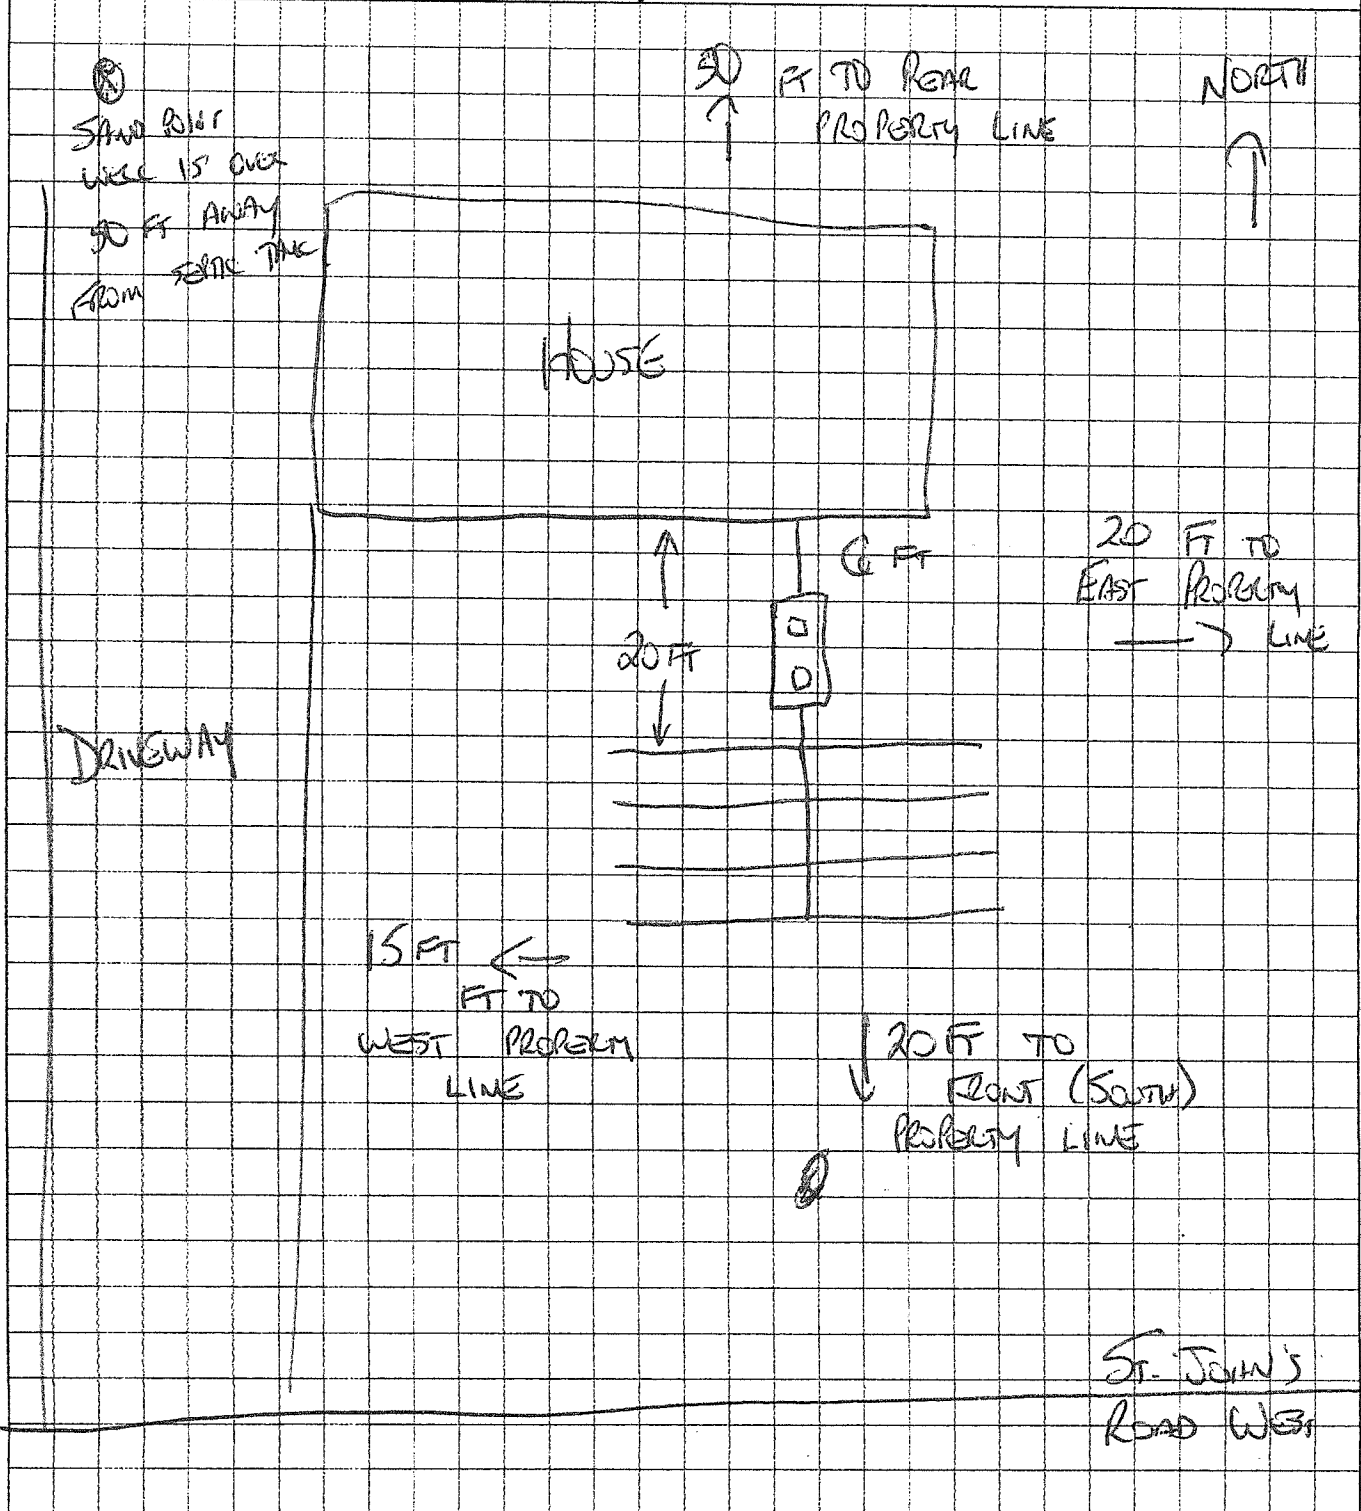 50 FT TO REAR
PROPERTY LINE
NORTH
SAND POINT
WELL IS OVER
50 FT AWAY
FROM SEPTIC TANK
HOUSE
6 FT
20 FT
20 FT TO
EAST PROPERTY
LINE
DRIVEWAY
15 FT
FT TO
WEST PROPERTY
LINE
20 FT TO
FRONT (SOUTH)
PROPERTY LINE
ST. JOHN'S
ROAD WEST